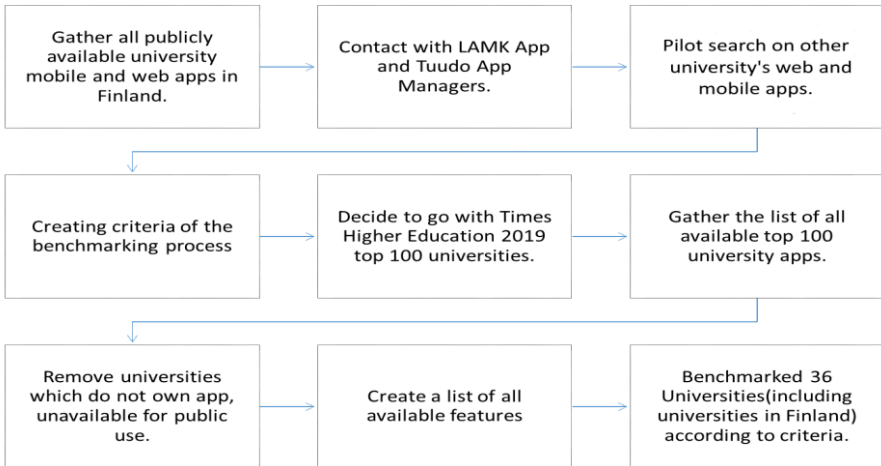 Gather all publicly
available university
mobile and web apps in
Finland.
Contact with LAMK App
and Tuudo App
Managers.
Pilot search on other
university's web and
mobile apps.
Creating criteria of the
benchmarking process
Decide to go with Times
Higher Education 2019
top 100 universities.
Gather the list of all
available top 100
university apps.
Remove universities
which do not own app,
unavailable for public
use.
Create a list of all
available features
Benchmarked 36
Universities(including
universities in Finland)
according to criteria.